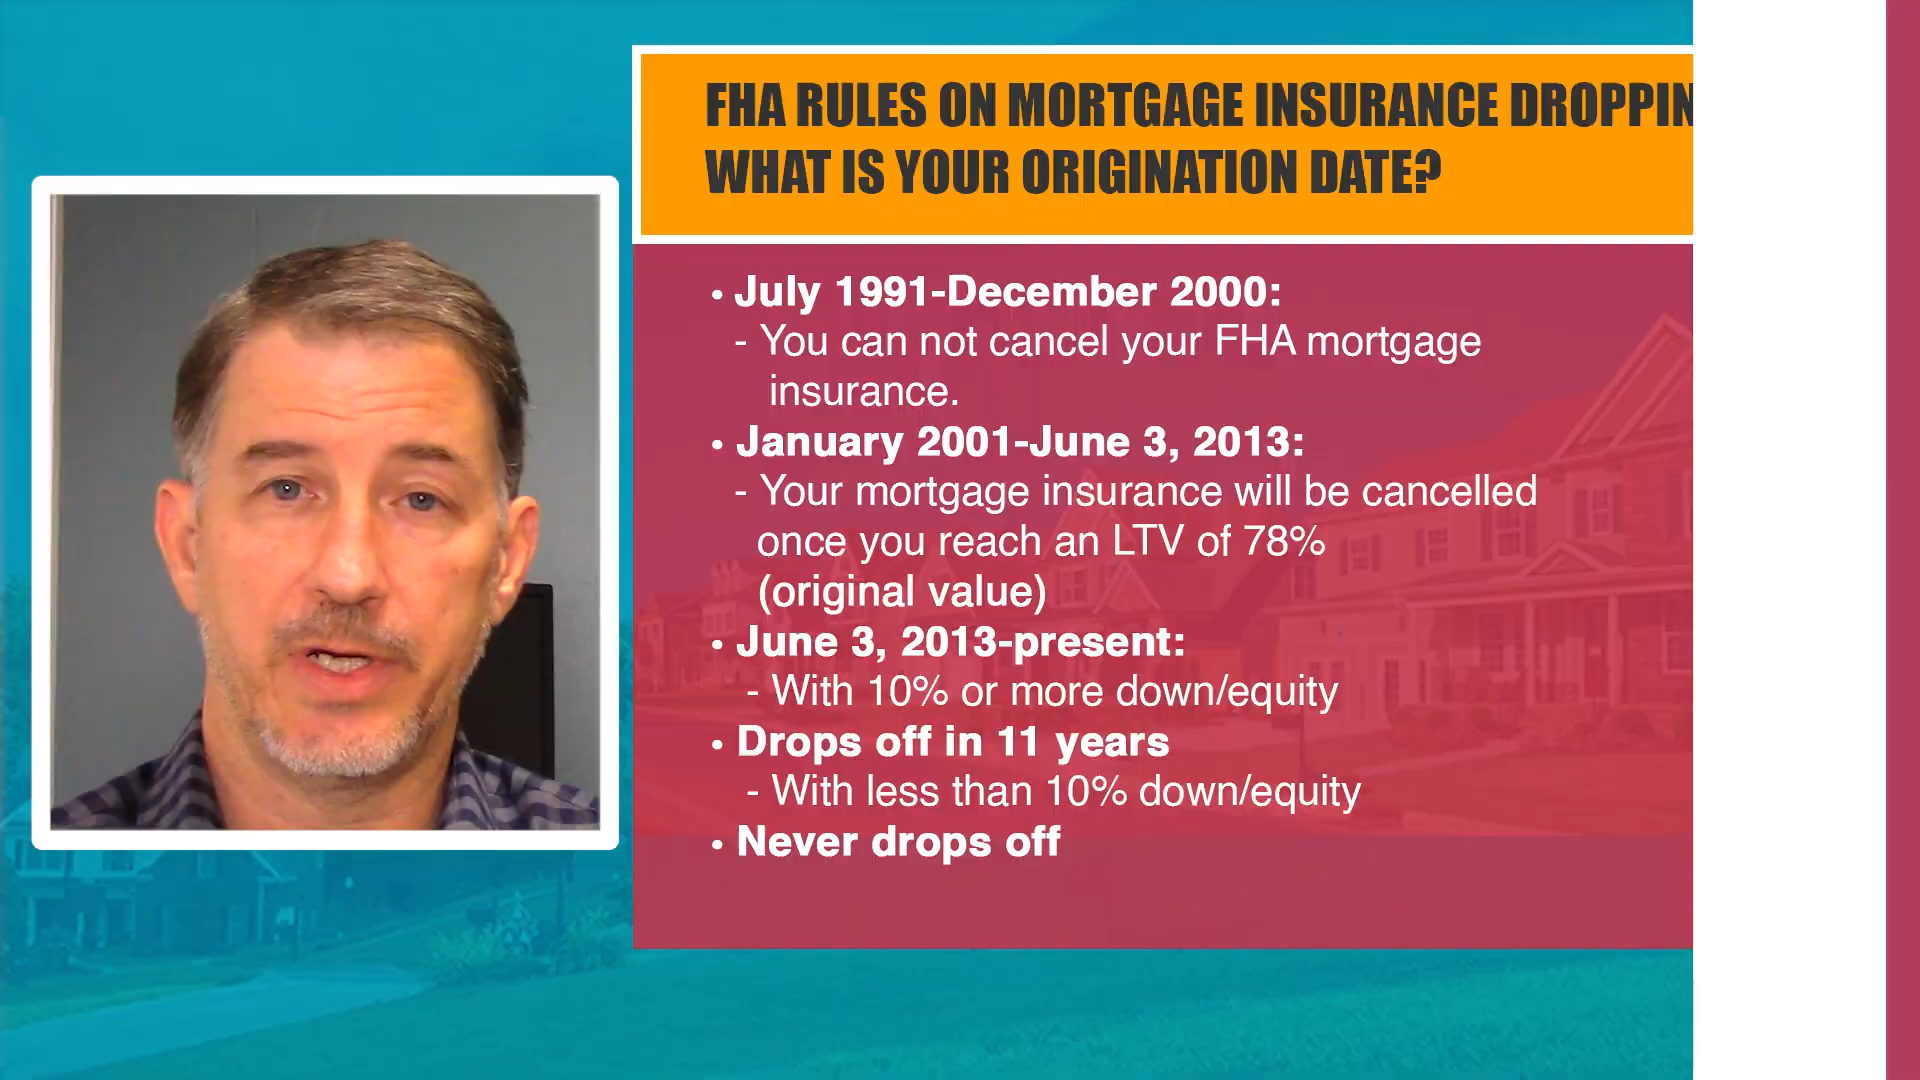 FHA RULES ON MORTGAGE INSURANCE DROPPIN
WHAT IS YOUR ORIGINATION DATE?
• July 1991-December 2000:
- You can not cancel your FHA mortgage
insurance.
• January 2001-June 3, 2013:
- Your mortgage insurance will be cancelled
once you reach an LTV of 78%
(original value)
• June 3, 2013-present:
- With 10% or more down/equity
• Drops off in 11 years
- With less than 10% down/equity
• Never drops off